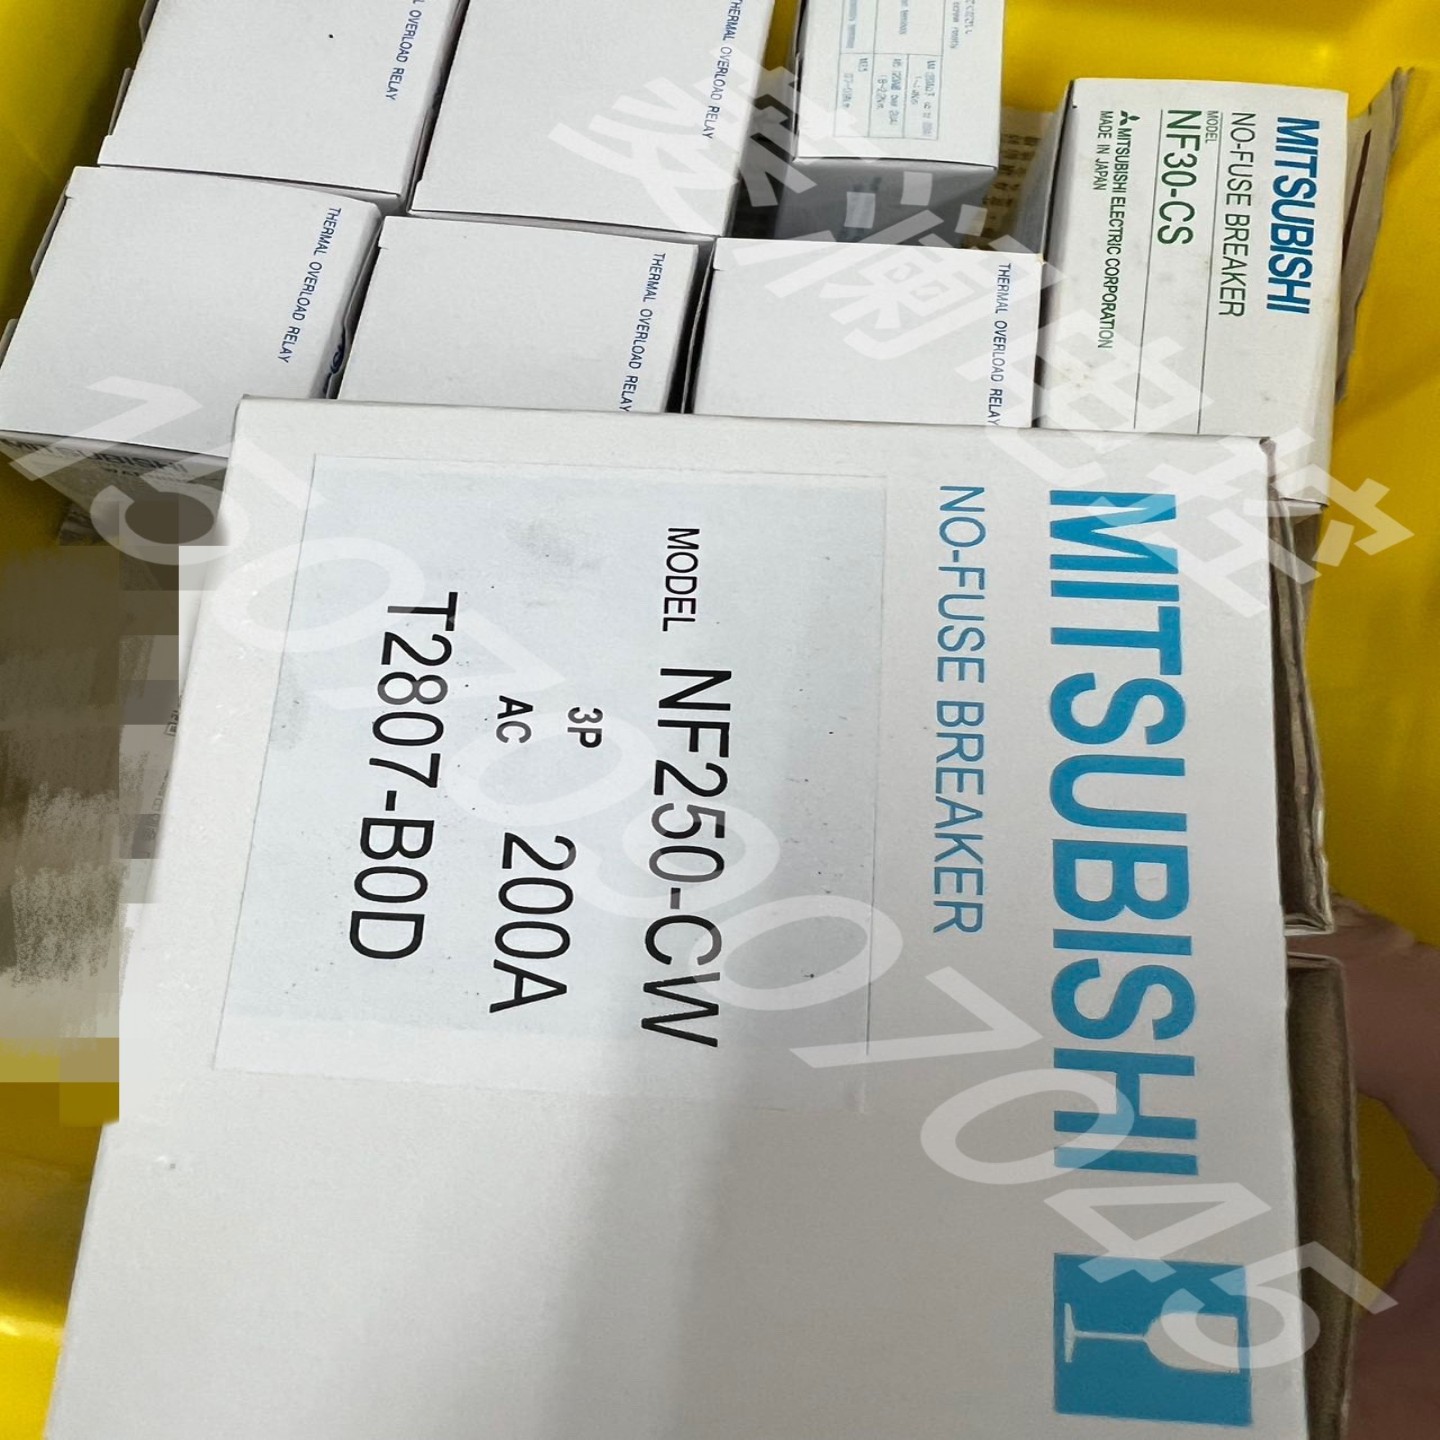 MITSUBISHI
NO-FUSE BREAKER
MODEL NF250-CW
3P
AC 200A
T2807-B0D
MITSUBISHI
NO-FUSE BREAKER
MODEL
NF30-CS
MITSUBISHI ELECTRIC CORPORATION
MADE IN JAPAN
THERMAL OVERLOAD RELAY
THERMAL OVERLOAD RELAY
THERMAL OVERLOAD RELAY
THERMAL OVERLOAD RELAY
THERMAL OVERLOAD RELAY
MITSUBISHI
15079907045